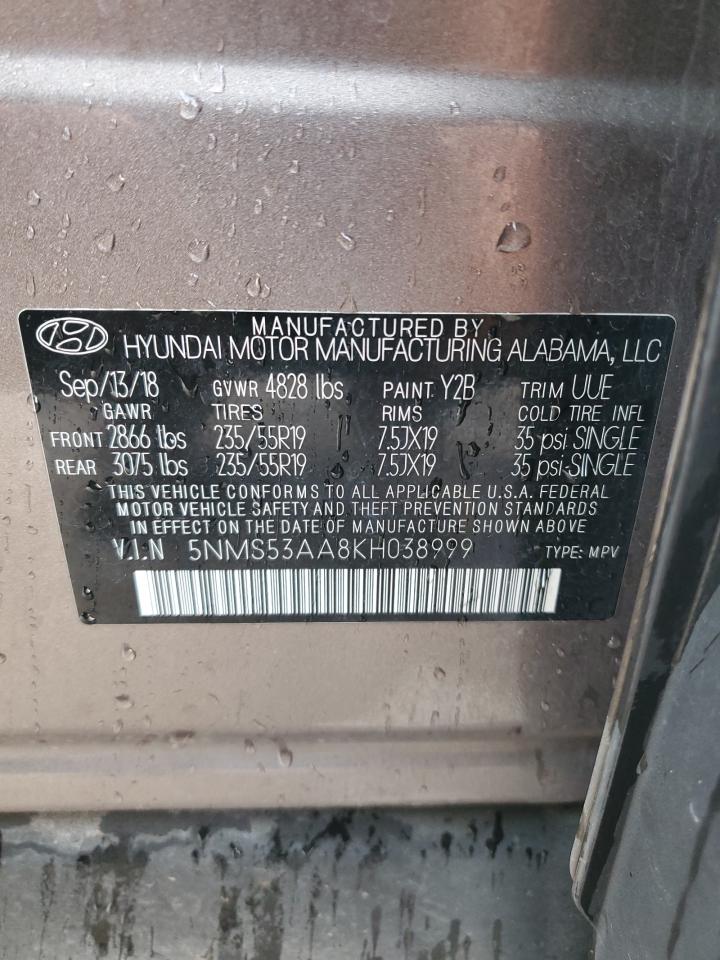 MANUFACTURED BY
HYUNDAI MOTOR MANUFACTURING ALABAMA, LLC
Sep/13/18 GVWR 4828 lbs PAINT Y2B TRIM UUE
GAWR TIRES RIMS COLD TIRE INFL
FRONT 2866 lbs 235/55R19 7.5JX19 35 psi SINGLE
REAR 3075 lbs 235/55R19 7.5JX19 35 psi SINGLE
THIS VEHICLE CONFORMS TO ALL APPLICABLE U.S.A. FEDERAL
MOTOR VEHICLE SAFETY AND THEFT PREVENTION STANDARDS
IN EFFECT ON THE DATE OF MANUFACTURE SHOWN ABOVE
V.I.N 5NMS53AA8KH038999 TYPE: MPV